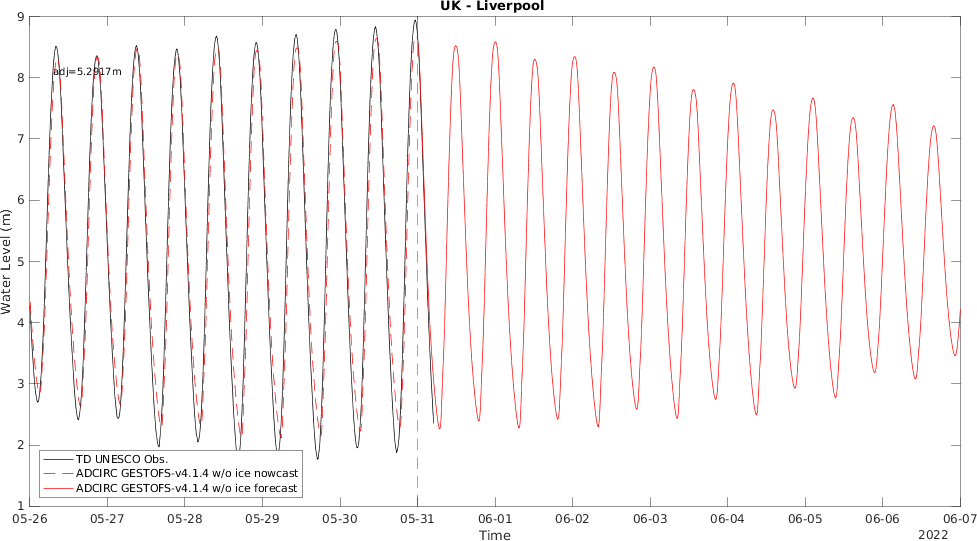 UK - Liverpool
9
8
7
6
5
4
3
2
1
Water Level (m)
adj=5.2917m
TD UNESCO Obs.
ADCIRC GESTOFS-v4.1.4 w/o ice nowcast
ADCIRC GESTOFS-v4.1.4 w/o ice forecast
05-26 05-27 05-28 05-29 05-30 05-31 06-01 06-02 06-03 06-04 06-05 06-06 06-07
Time
2022